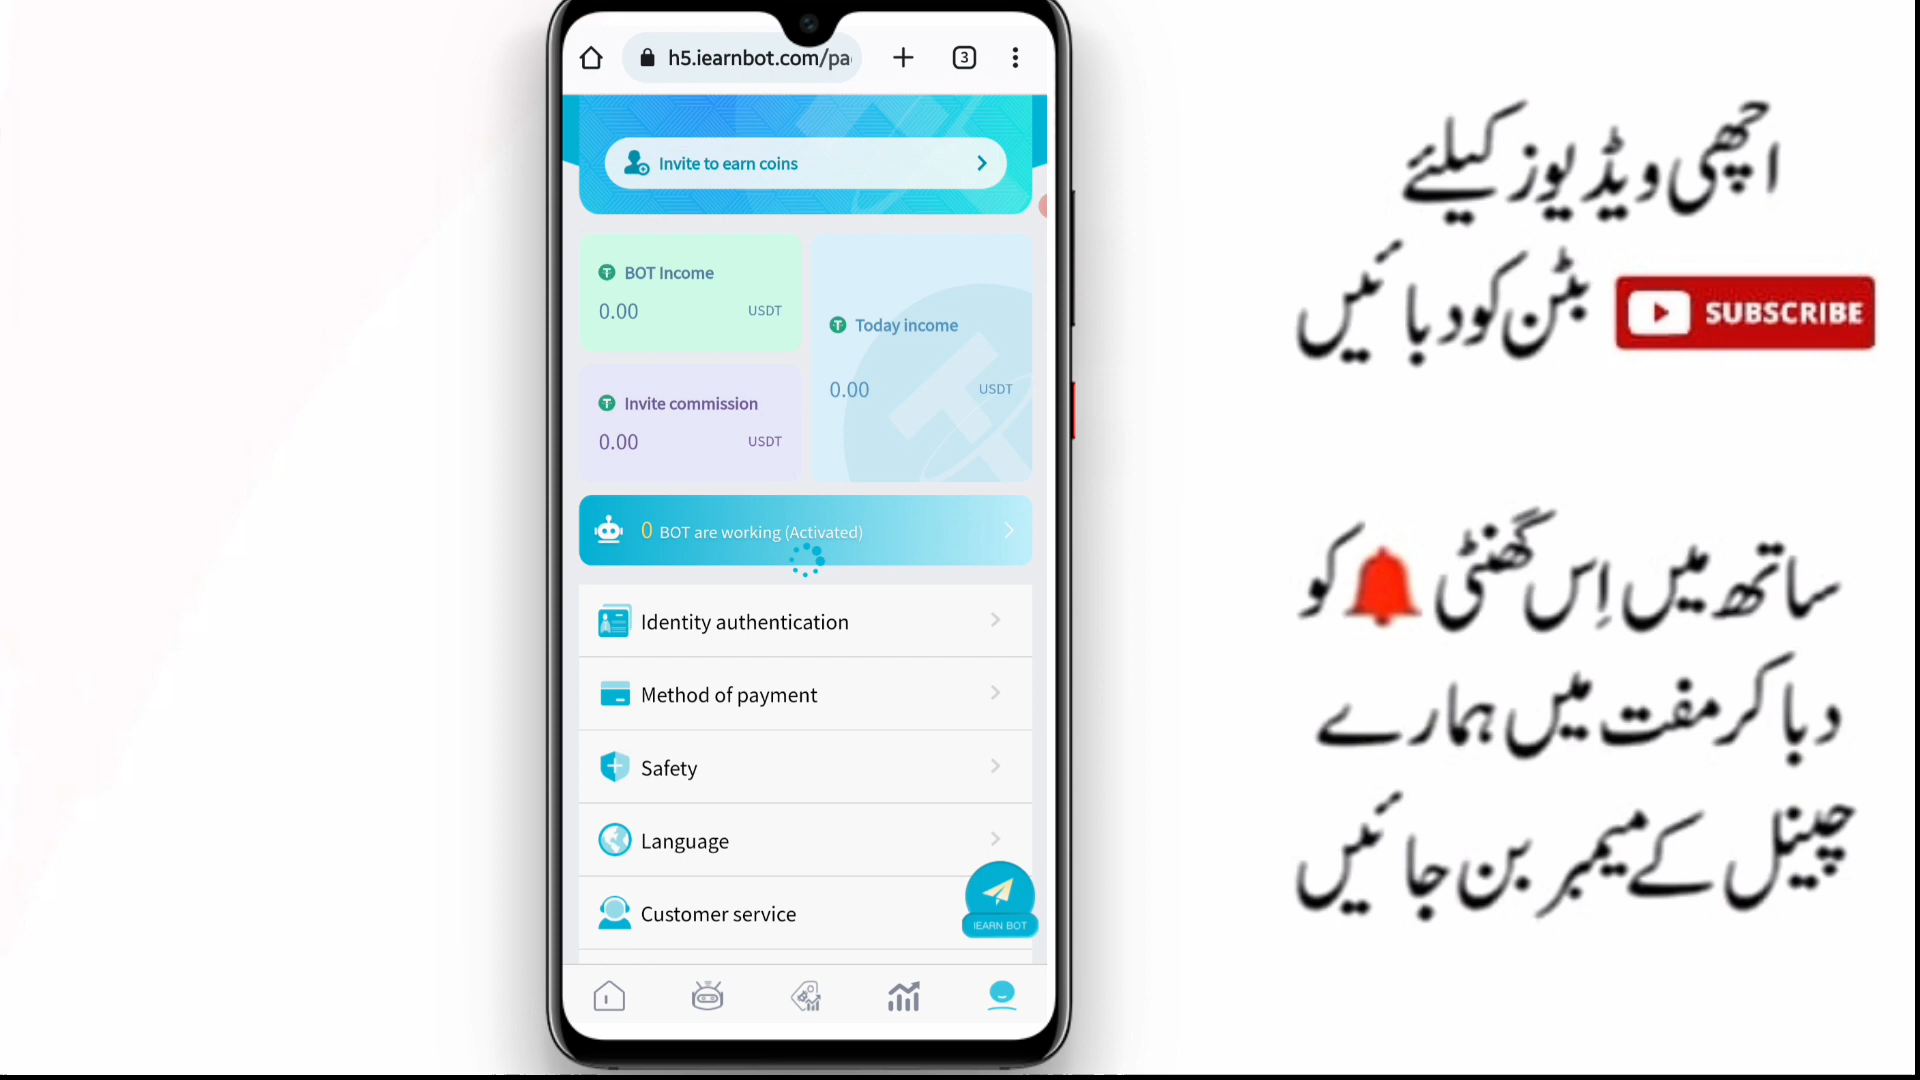 h5.iearnbot.com/pa
3
Invite to earn coins
BOT Income
0.00 USDT
Today income
0.00 USDT
Invite commission
0.00 USDT
0 BOT are working (Activated)
Identity authentication
Method of payment
Safety
Language
Customer service
IEARN BOT
اچھی ویڈیوز کیلئے
SUBSCRIBE بٹن کو دبائیں
ساتھ میں اِس گھنٹی کو
دبا کر مفت میں ہمارے
چینل کے میمبر بن جائیں